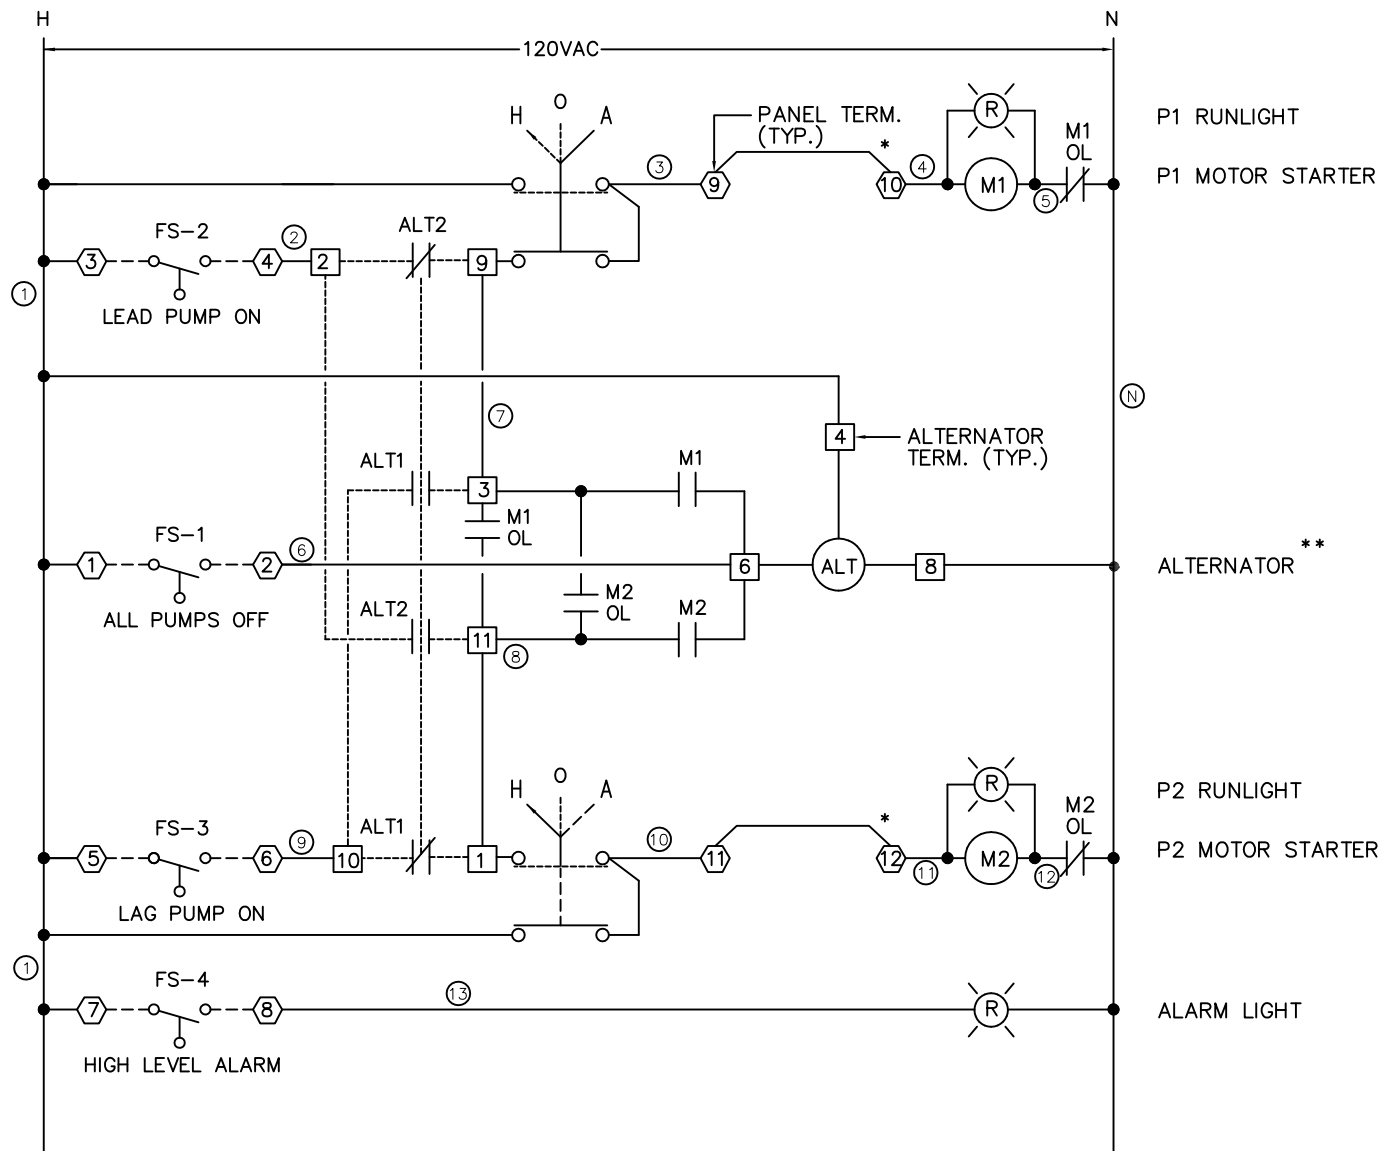 H N
120VAC
H O A
PANEL TERM.
(TYP.)
*
R
M1
OL
P1 RUNLIGHT
3 9 10 4 M1 5
P1 MOTOR STARTER
FS-2 2 ALT2
3 4 2 9
1
LEAD PUMP ON
7 N
4 ALTERNATOR
TERM. (TYP.)
ALT1 M1
3
M1
OL
FS-1 6
1 2 6 ALT 8
ALTERNATOR **
M2
OL
ALL PUMPS OFF
ALT2 M2
11 8
H O A
*
R
M2
OL
P2 RUNLIGHT
FS-3 9 ALT1 10
5 6 10 1 11 12 11 M2 12
P2 MOTOR STARTER
LAG PUMP ON
1
FS-4 13
7 8 R
ALARM LIGHT
HIGH LEVEL ALARM